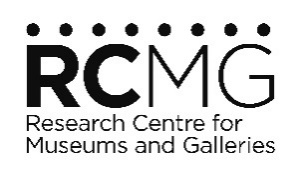 RCMG
Research Centre for
Museums and Galleries